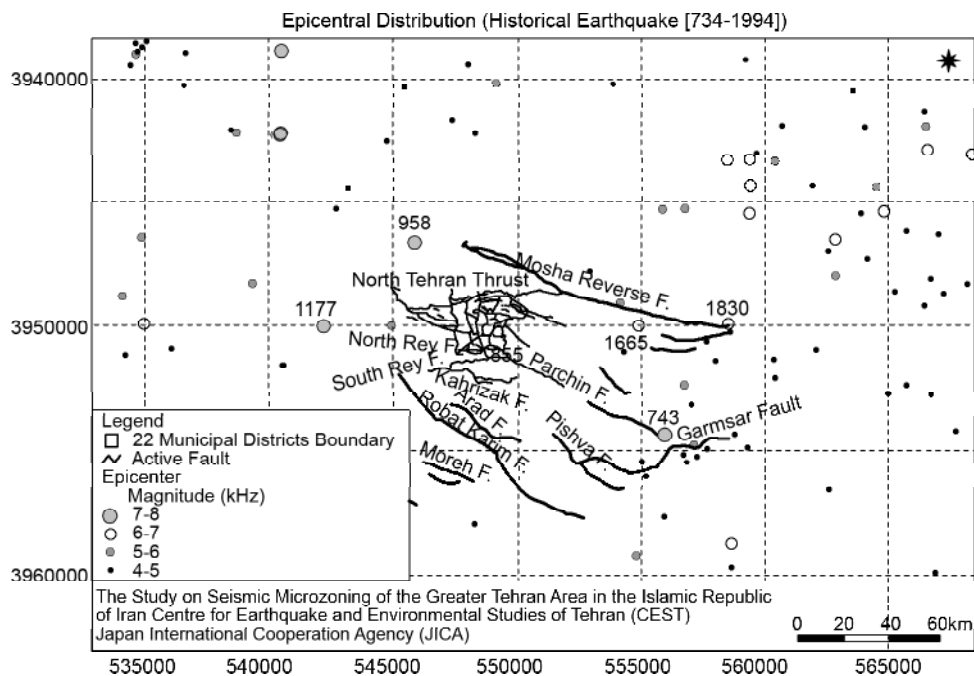 Epicentral Distribution (Historical Earthquake [734-1994])
3940000
958
North Tehran Thrust
Mosha Reverse F.
1177
1830
3950000
1665
North Rey F.
855
South Rey F.
Parchin F.
Kahrizak F.
Arad F.
743
Garmsar Fault
Robat Karim F.
Pishva F.
Moreh F.
Legend
22 Municipal Districts Boundary
Active Fault
Epicenter
Magnitude (kHz)
7-8
6-7
5-6
4-5
3960000
The Study on Seismic Microzoning of the Greater Tehran Area in the Islamic Republic
of Iran Centre for Earthquake and Environmental Studies of Tehran (CEST)
Japan International Cooperation Agency (JICA)
0 20 40 60km
535000 540000 545000 550000 555000 560000 565000